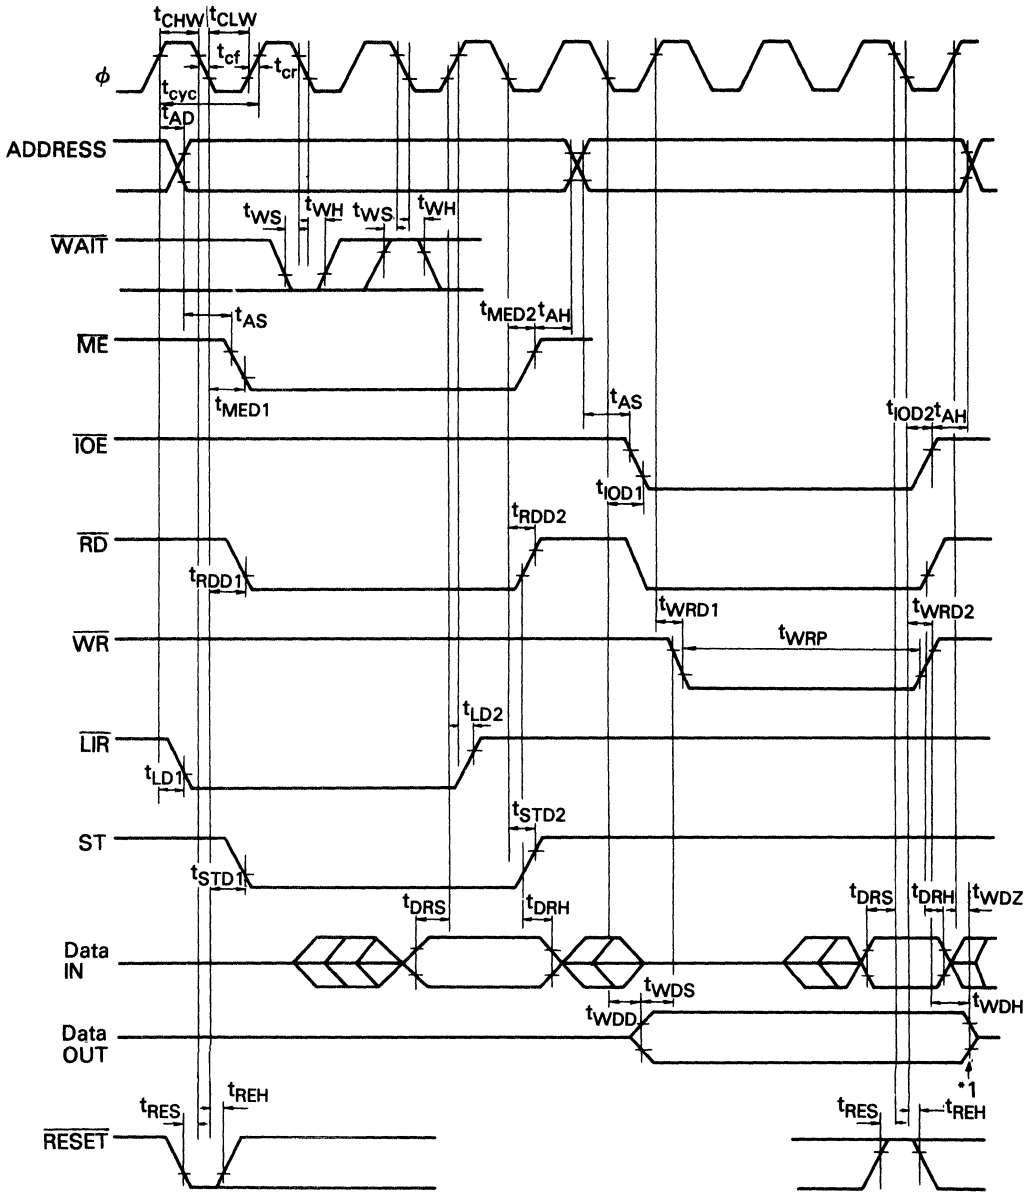 tCHW tCLW
tcf
tcr
ϕ
tcyc
tAD
ADDRESS
tWS tWH tWS tWH
WAIT
tAS tMED2 tAH
ME
tMED1
tAS tIOD2 tAH
IOE
tIOD1
tRDD2
RD
tRDD1
tWRD1 tWRD2
tWRP
WR
tLD2
LIR
tLD1
tSTD2
ST
tSTD1
tDRS tDRH tDRS tDRH tWDZ
Data
IN
tWDS tWDH
tWDD
Data
OUT
*1
tREH
tRES tRES tREH
RESET